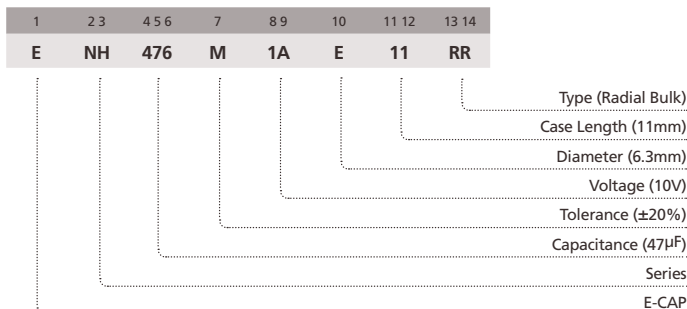 1 2 3 4 5 6 7 8 9 10 11 12 13 14
E NH 476 M 1A E 11 RR
Type (Radial Bulk)
Case Length (11mm)
Diameter (6.3mm)
Voltage (10V)
Tolerance (±20%)
Capacitance (47µF)
Series
E-CAP